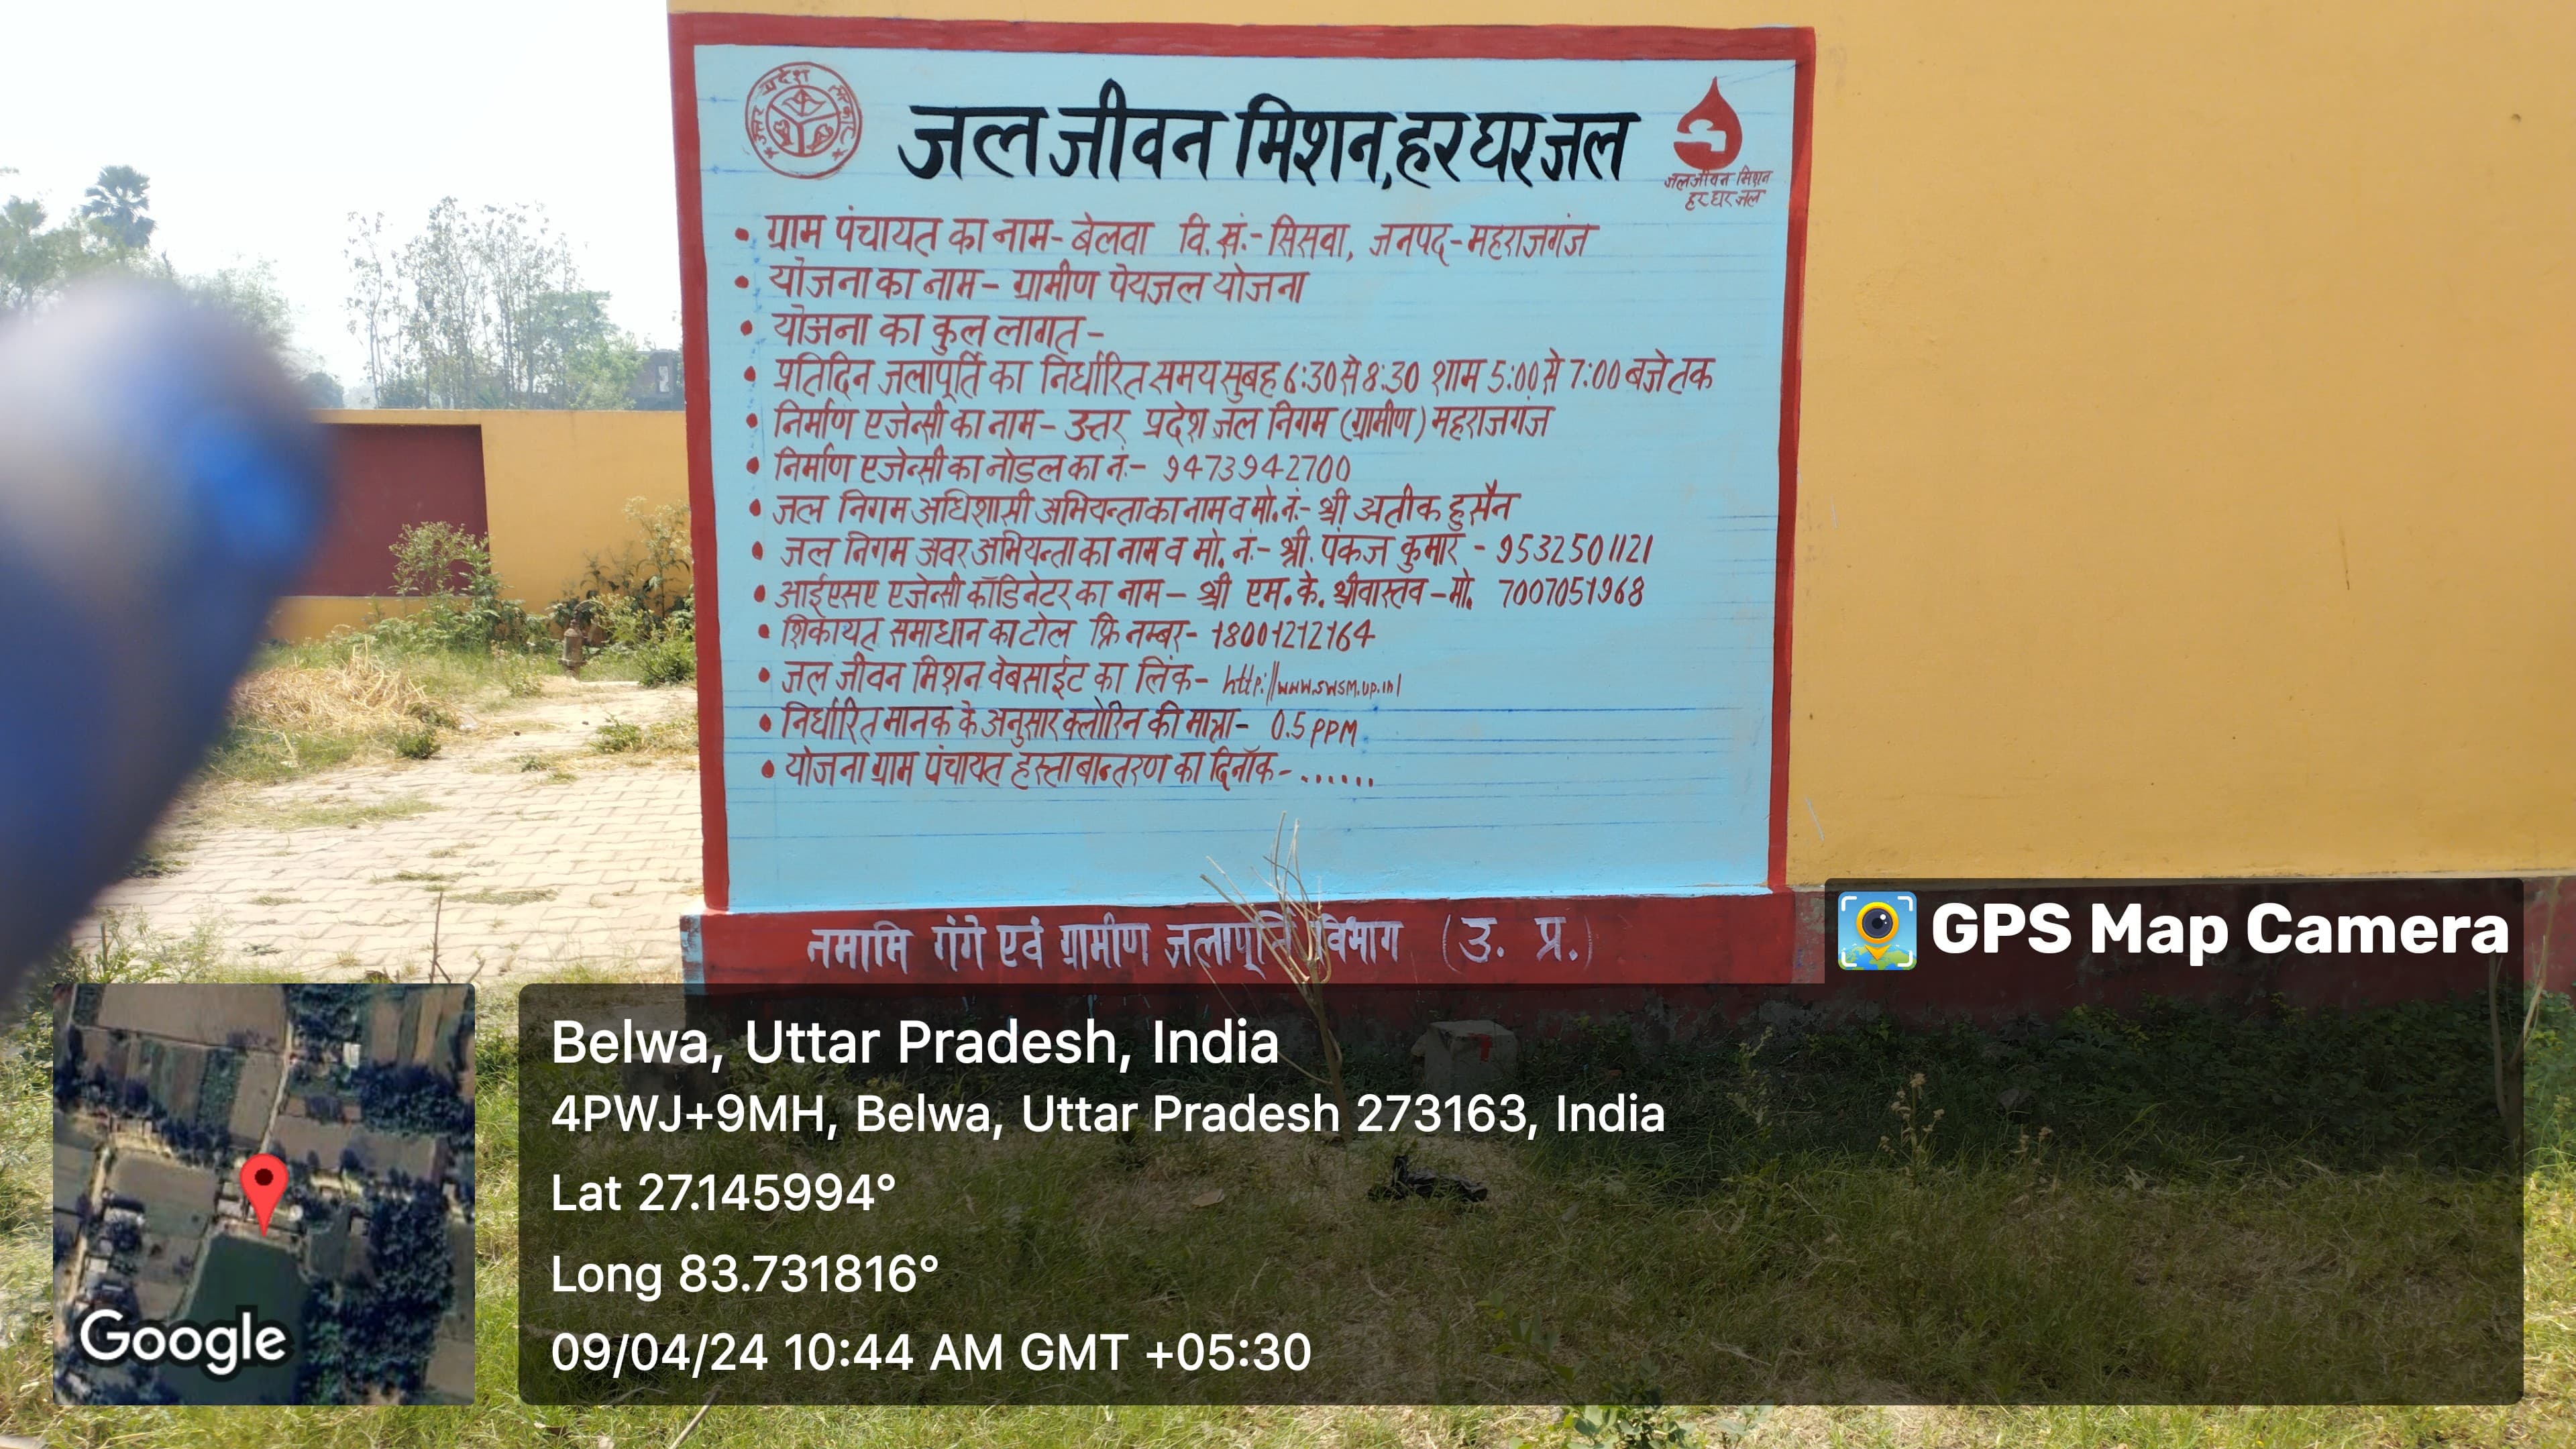 उत्तर प्रदेश सरकार
जल जीवन मिशन, हर घर जल
जल जीवन मिशन
हर घर जल
• ग्राम पंचायत का नाम- बेलवा वि.खं.- सिसवा, जनपद- महराजगंज
• योजना का नाम- ग्रामीण पेयजल योजना
• योजना का कुल लागत-
• प्रतिदिन जलापूर्ति का निर्धारित समय सुबह 6:30 से 8:30 शाम 5:00 से 7:00 बजे तक
• निर्माण एजेन्सी का नाम- उत्तर प्रदेश जल निगम (ग्रामीण) महराजगंज
• निर्माण एजेन्सी का नोडल का नं:- 9473942700
• जल निगम अधिशासी अभियन्ता का नाम व मो.नं:- श्री अतीक हुसैन
• जल निगम अवर अभियन्ता का नाम व मो. नं:- श्री. पंकज कुमार - 9532501121
• आईएसए एजेन्सी कॉडिनेटर का नाम- श्री एम.के. श्रीवास्तव-मो. 7007051968
• शिकायत समाधान का टोल फ्रि नम्बर- 18001212164
• जल जीवन मिशन वेबसाईट का लिंक- http://www.swsm.up.in/
• निर्धारित मानक के अनुसार क्लोरिन की मात्रा- 0.5 PPM
• योजना ग्राम पंचायत हस्ताबान्तरण का दिनॉक-......
नमामि गंगे एवं ग्रामीण जलापूर्ति विभाग (उ. प्र.)
GPS Map Camera
Belwa, Uttar Pradesh, India
4PWJ+9MH, Belwa, Uttar Pradesh 273163, India
Lat 27.145994°
Long 83.731816°
09/04/24 10:44 AM GMT +05:30
Google